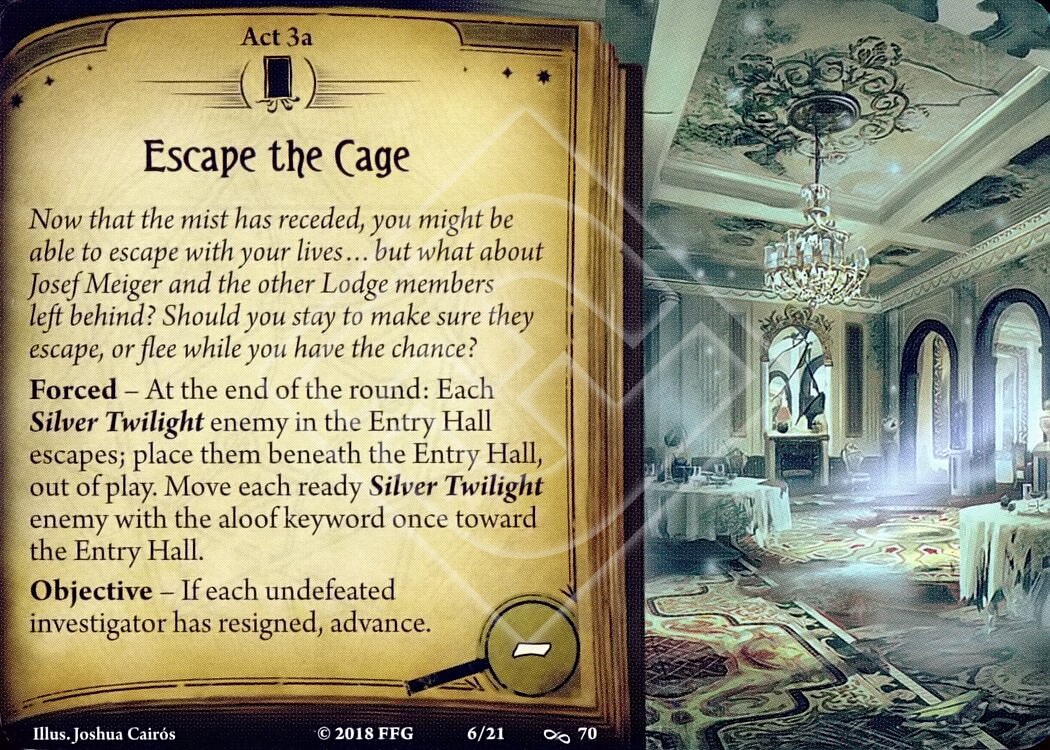 Act 3a
Escape the Cage
Now that the mist has receded, you might be
able to escape with your lives… but what about
Josef Meiger and the other Lodge members
left behind? Should you stay to make sure they
escape, or flee while you have the chance?
Forced – At the end of the round: Each
Silver Twilight enemy in the Entry Hall
escapes; place them beneath the Entry Hall,
out of play. Move each ready Silver Twilight
enemy with the aloof keyword once toward
the Entry Hall.
Objective – If each undefeated
investigator has resigned, advance.
–
Illus. Joshua Cairós © 2018 FFG 6/21 70